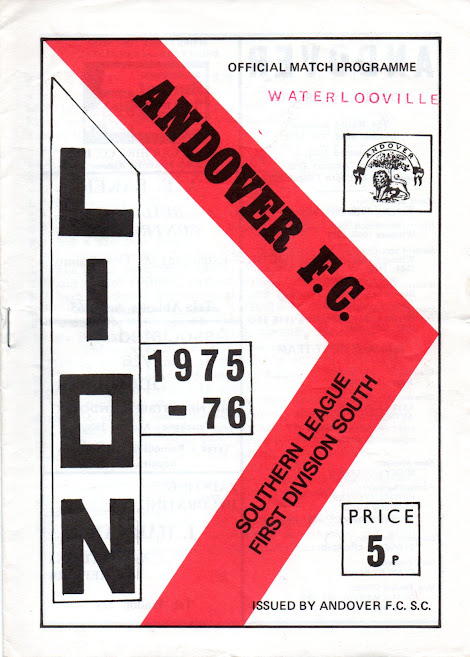 OFFICIAL MATCH PROGRAMME
WATERLOOVILLE
ANDOVER F.C.
ANDOVER
LION
1975
- 76
SOUTHERN LEAGUE
FIRST DIVISION SOUTH
PRICE
5P
ISSUED BY ANDOVER F.C. S.C.